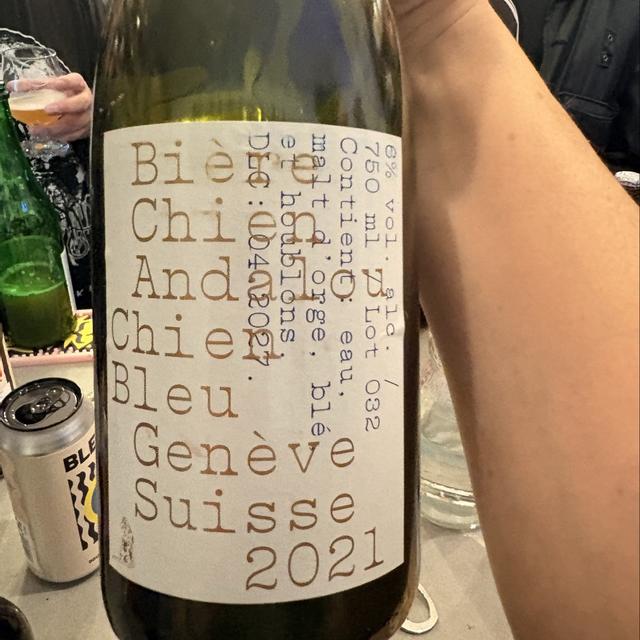 Bière
Chien
Andalou
Chien
Bleu
Genève
Suisse
2021
6% vol. alc. /
750 ml Lot 032
Contient: eau,
malt d'orge, blé
et houblons
DLC: 04.2027.
BLE